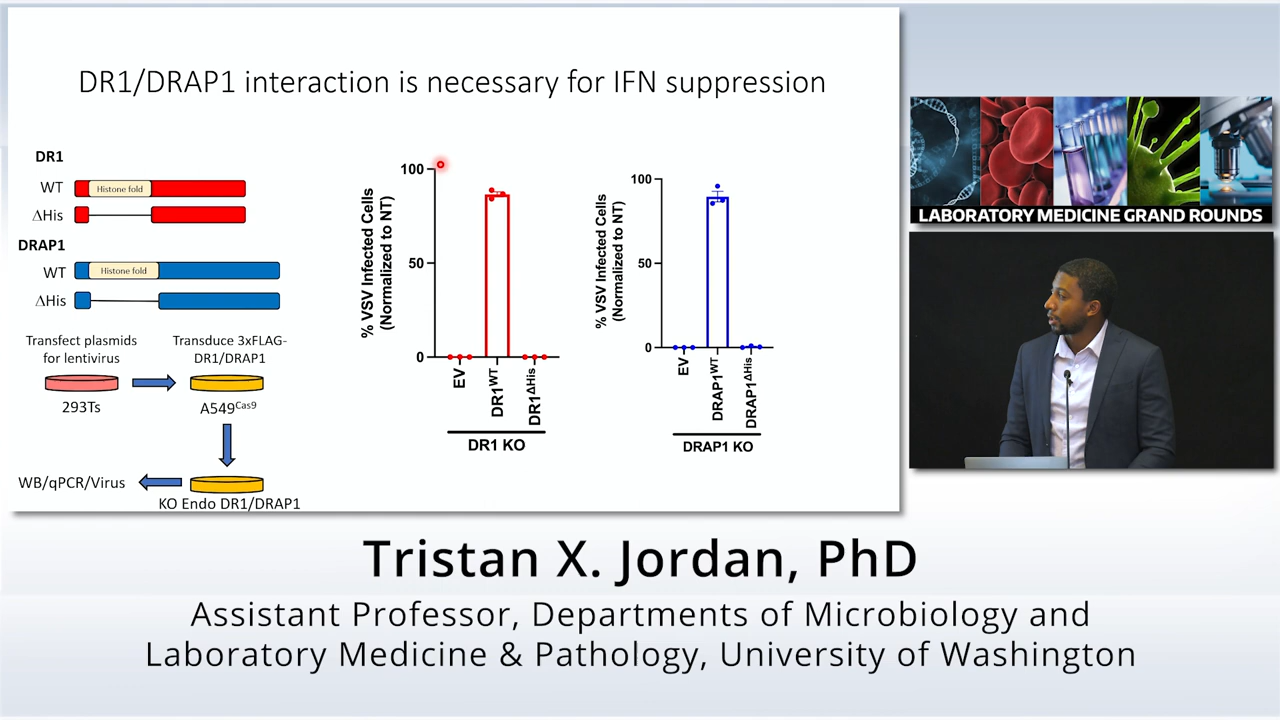 DR1/DRAP1 interaction is necessary for IFN suppression
DR1
WT
Histone fold
ΔHis
DRAP1
WT
Histone fold
ΔHis
Transfect plasmids
for lentivirus
Transduce 3xFLAG-
DR1/DRAP1
293Ts
A549Cas9
WB/qPCR/Virus
KO Endo DR1/DRAP1
% VSV Infected Cells
(Normalized to NT)
100
50
0
EV
DR1WT
DR1ΔHis
DR1 KO
% VSV Infected Cells
(Normalized to NT)
100
50
0
EV
DRAP1WT
DRAP1ΔHis
DRAP1 KO
LABORATORY MEDICINE GRAND ROUNDS
Tristan X. Jordan, PhD
Assistant Professor, Departments of Microbiology and
Laboratory Medicine & Pathology, University of Washington